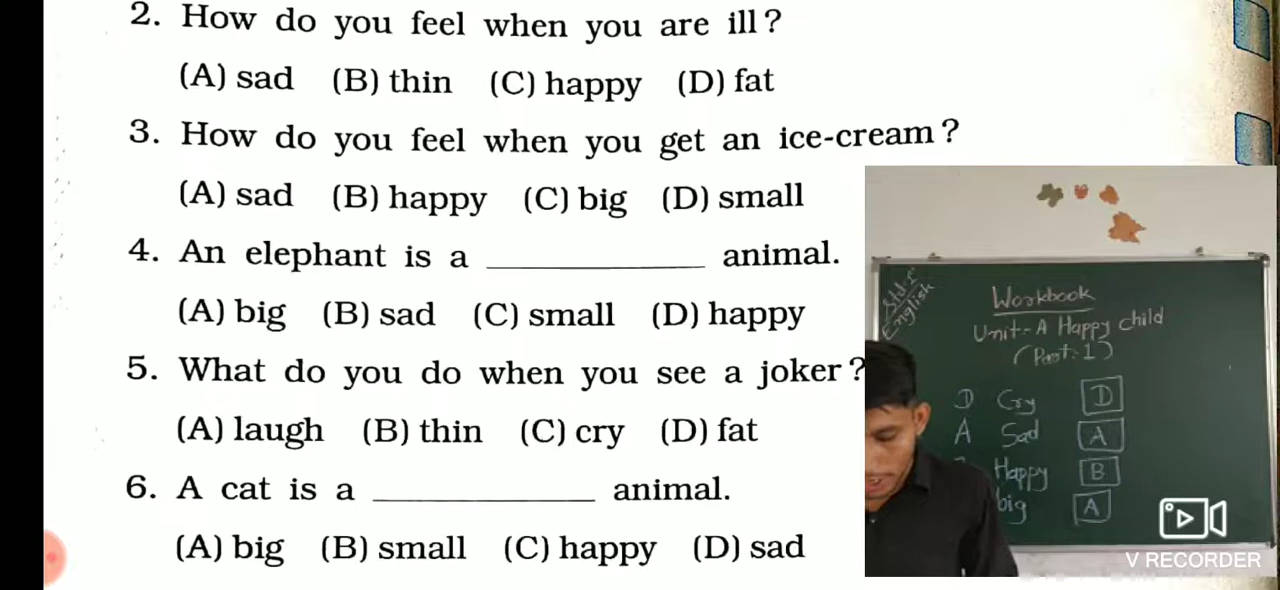 2. How do you feel when you are ill?
(A) sad (B) thin (C) happy (D) fat
3. How do you feel when you get an ice-cream?
(A) sad (B) happy (C) big (D) small
4. An elephant is a ____________ animal.
(A) big (B) sad (C) small (D) happy
5. What do you do when you see a joker?
(A) laugh (B) thin (C) cry (D) fat
6. A cat is a ____________ animal.
(A) big (B) small (C) happy (D) sad
English
Workbook
Unit:- A Happy child
(Part:1)
D Cry D
A Sad A
Happy B
big A
V RECORDER